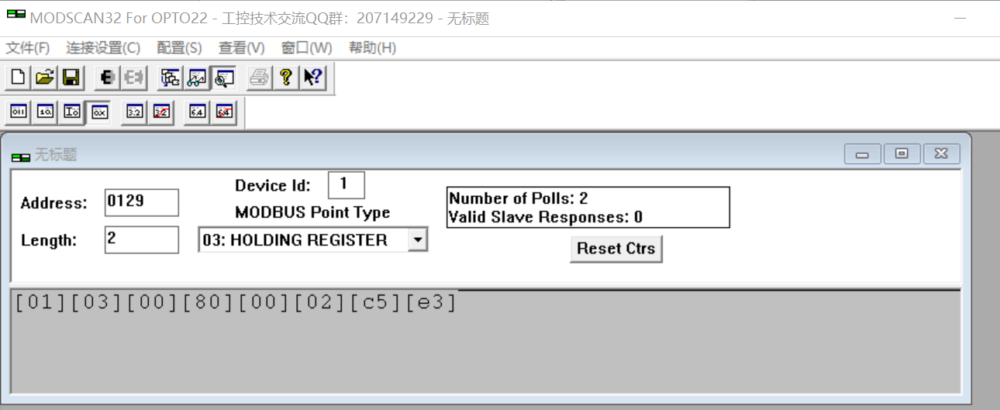 MODSCAN32 For OPTO22 - 工控技术交流QQ群：207149229 - 无标题
文件(F) 连接设置(C) 配置(S) 查看(V) 窗口(W) 帮助(H)
无标题
Address: 0129
Device Id: 1
MODBUS Point Type
Length: 2
03: HOLDING REGISTER
Number of Polls: 2
Valid Slave Responses: 0
Reset Ctrs
[01][03][00][80][00][02][c5][e3]